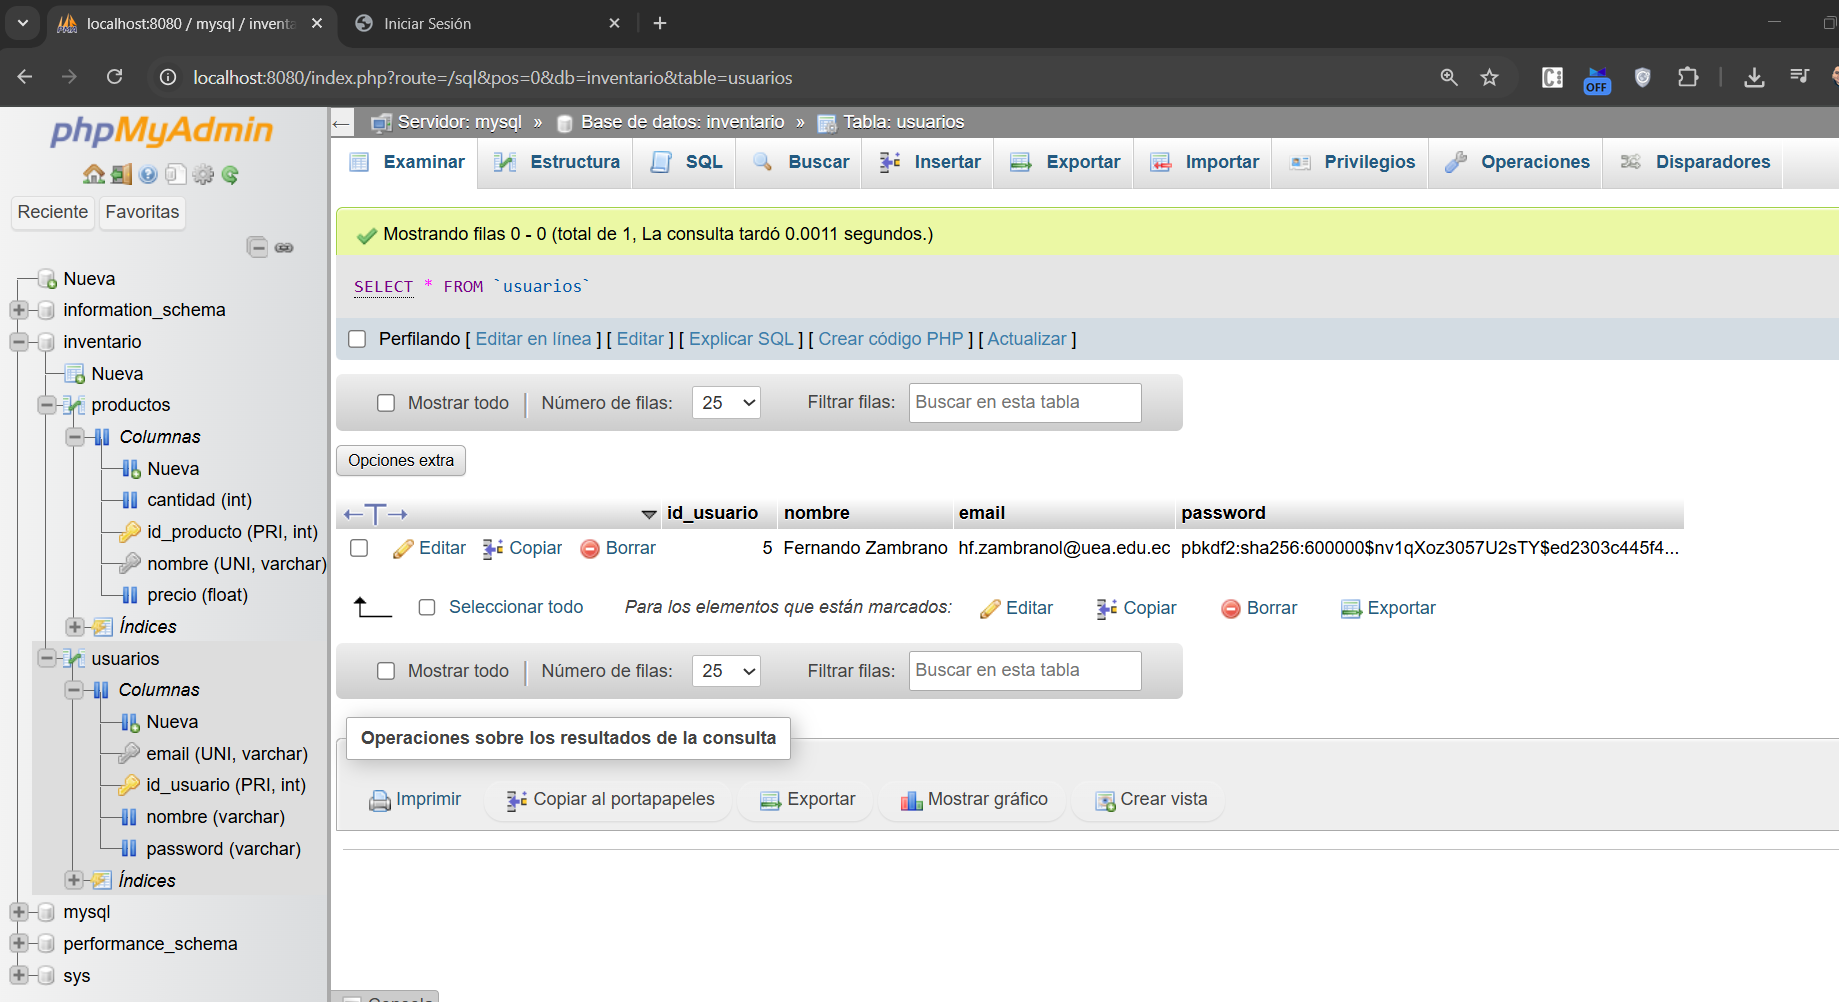 localhost:8080 / mysql / inventa
Iniciar Sesión
localhost:8080/index.php?route=/sql&pos=0&db=inventario&table=usuarios
OFF
phpMyAdmin
Reciente
Favoritas
Nueva
information_schema
inventario
Nueva
productos
Columnas
Nueva
cantidad (int)
id_producto (PRI, int)
nombre (UNI, varchar)
precio (float)
Índices
usuarios
Columnas
Nueva
email (UNI, varchar)
id_usuario (PRI, int)
nombre (varchar)
password (varchar)
Índices
mysql
performance_schema
sys
Servidor: mysql » Base de datos: inventario » Tabla: usuarios
Examinar Estructura SQL Buscar Insertar Exportar Importar Privilegios Operaciones Disparadores
Mostrando filas 0 - 0 (total de 1, La consulta tardó 0.0011 segundos.)
SELECT * FROM `usuarios`
Perfilando [ Editar en línea ] [ Editar ] [ Explicar SQL ] [ Crear código PHP ] [ Actualizar ]
Mostrar todo Número de filas: 25 Filtrar filas: Buscar en esta tabla
Opciones extra
id_usuario nombre email password
Editar Copiar Borrar 5 Fernando Zambrano hf.zambranol@uea.edu.ec pbkdf2:sha256:600000$nv1qXoz3057U2sTY$ed2303c445f4...
Seleccionar todo Para los elementos que están marcados: Editar Copiar Borrar Exportar
Mostrar todo Número de filas: 25 Filtrar filas: Buscar en esta tabla
Operaciones sobre los resultados de la consulta
Imprimir Copiar al portapapeles Exportar Mostrar gráfico Crear vista
Consola